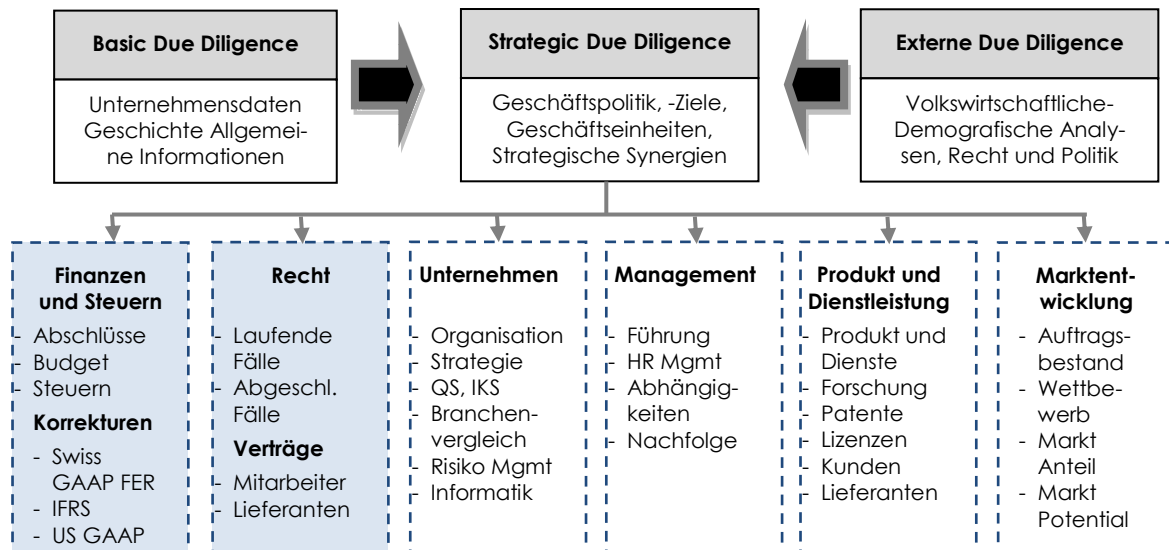 Basic Due Diligence
Unternehmensdaten
Geschichte Allgemei-
ne Informationen
Strategic Due Diligence
Geschäftspolitik, -Ziele,
Geschäftseinheiten,
Strategische Synergien
Externe Due Diligence
Volkswirtschaftliche-
Demografische Analy-
sen, Recht und Politik
Finanzen
und Steuern
- Abschlüsse
- Budget
- Steuern
Korrekturen
- Swiss
GAAP FER
- IFRS
- US GAAP
Recht
- Laufende
Fälle
- Abgeschl.
Fälle
Verträge
- Mitarbeiter
- Lieferanten
Unternehmen
- Organisation
- Strategie
- QS, IKS
- Branchen-
vergleich
- Risiko Mgmt
- Informatik
Management
- Führung
- HR Mgmt
- Abhängig-
keiten
- Nachfolge
Produkt und
Dienstleistung
- Produkt und
Dienste
- Forschung
- Patente
- Lizenzen
- Kunden
- Lieferanten
Marktent-
wicklung
- Auftrags-
bestand
- Wettbe-
werb
- Markt
Anteil
- Markt
Potential